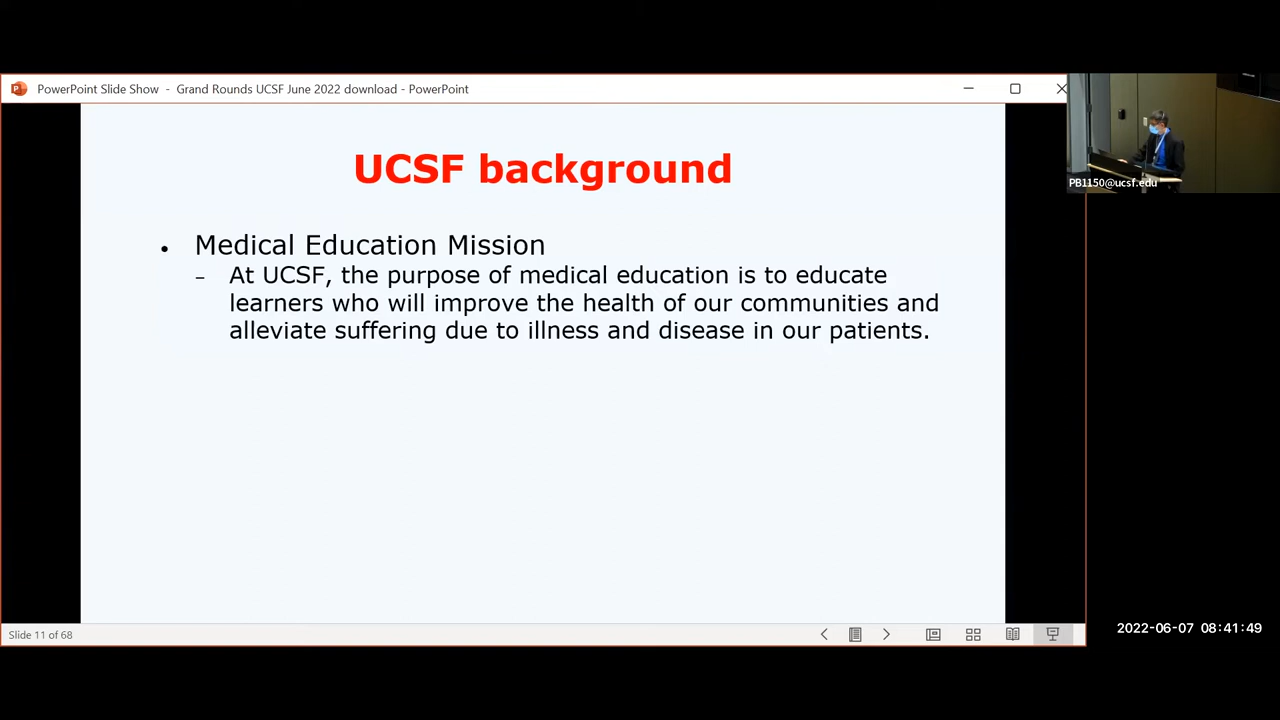 PowerPoint Slide Show - Grand Rounds UCSF June 2022 download - PowerPoint
PB1150@ucsf.edu
UCSF background
• Medical Education Mission
– At UCSF, the purpose of medical education is to educate
learners who will improve the health of our communities and
alleviate suffering due to illness and disease in our patients.
Slide 11 of 68
2022-06-07 08:41:49